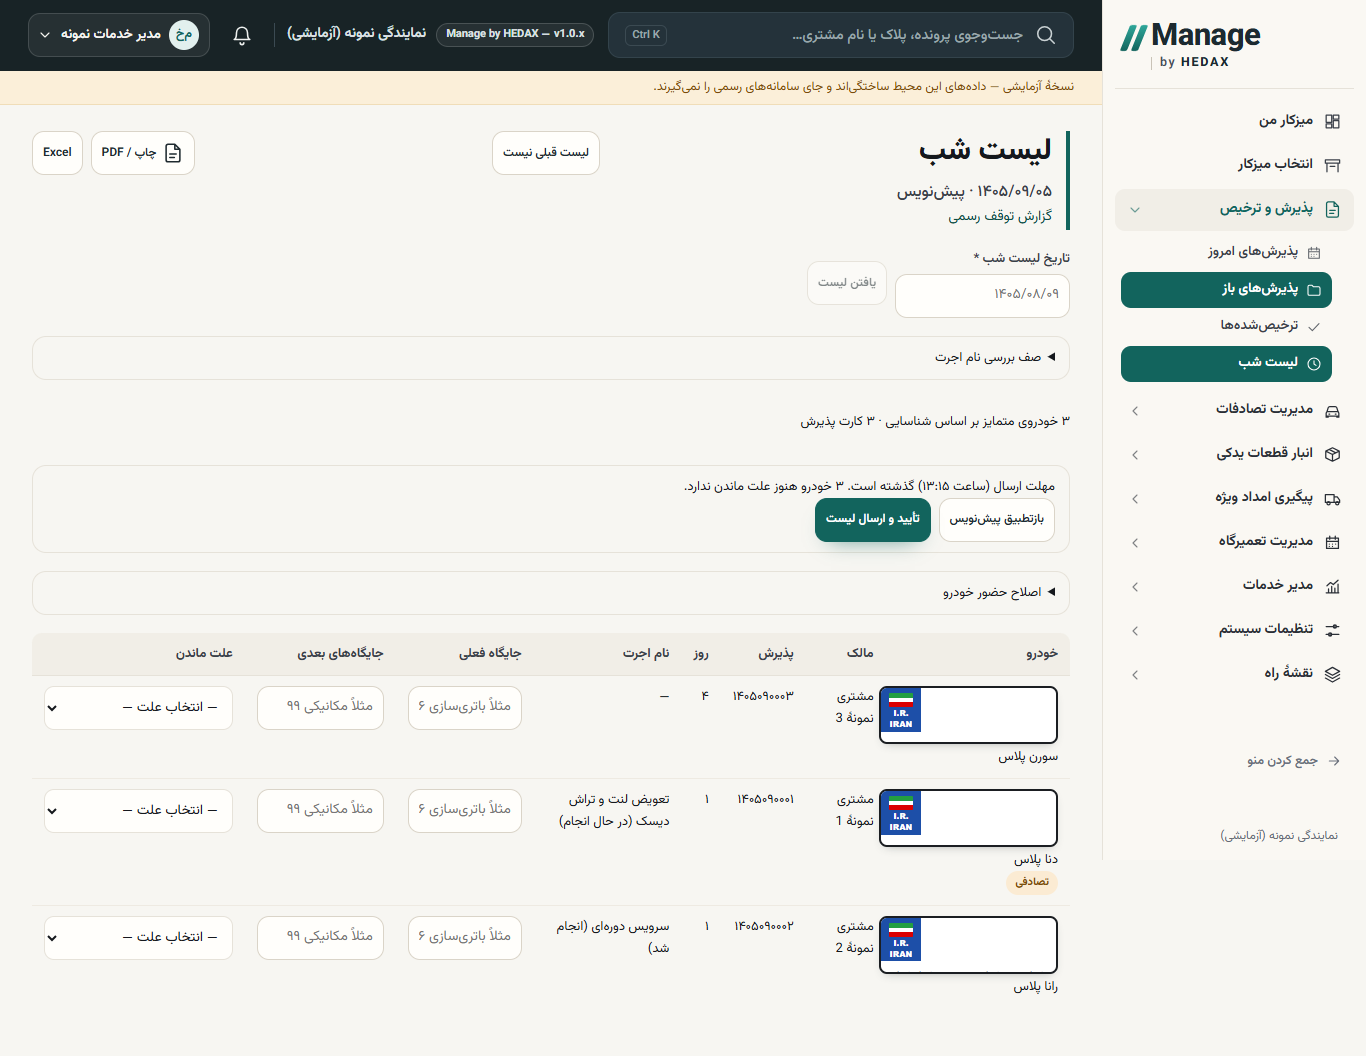 Manage
by HEDAX
میزکار من
انتخاب میزکار
پذیرش و ترخیص
پذیرش‌های امروز
پذیرش‌های باز
ترخیص‌شده‌ها
لیست شب
مدیریت تصادفات
انبار قطعات یدکی
پیگیری امداد ویژه
مدیریت تعمیرگاه
مدیر خدمات
تنظیمات سیستم
نقشهٔ راه
جمع کردن منو
نمایندگی نمونه (آزمایشی)
جست‌وجوی پرونده، پلاک یا نام مشتری...
Ctrl K
Manage by HEDAX – v1.0.x
نمایندگی نمونه (آزمایشی)
مدیر خدمات نمونه
م‌خ
نسخهٔ آزمایشی – داده‌های این محیط ساختگی‌اند و جای سامانه‌های رسمی را نمی‌گیرند.
لیست شب
۱۴۰۵/۰۹/۰۵ · پیش‌نویس
گزارش توقف رسمی
لیست قبلی نیست
چاپ / PDF
Excel
تاریخ لیست شب *
۱۴۰۵/۰۸/۰۹
یافتن لیست
صف بررسی نام اجرت
۳ خودروی متمایز بر اساس شناسایی · ۳ کارت پذیرش
مهلت ارسال (ساعت ۱۳:۱۵) گذشته است. ۳ خودرو هنوز علت ماندن ندارد.
بازتطبیق پیش‌نویس
تأیید و ارسال لیست
اصلاح حضور خودرو
خودرو مالک پذیرش روز نام اجرت جایگاه فعلی جایگاه‌های بعدی علت ماندن
I.R. IRAN
سورن پلاس
مشتری نمونهٔ 3
۱۴۰۵۰۹۰۰۰۳
۴
—
مثلاً باتری‌سازی ۶
مثلاً مکانیکی ۹۹
— انتخاب علت —
I.R. IRAN
دنا پلاس
تصادفی
مشتری نمونهٔ 1
۱۴۰۵۰۹۰۰۰۱
۱
تعویض لنت و تراش دیسک (در حال انجام)
مثلاً باتری‌سازی ۶
مثلاً مکانیکی ۹۹
— انتخاب علت —
I.R. IRAN
رانا پلاس
مشتری نمونهٔ 2
۱۴۰۵۰۹۰۰۰۲
۱
سرویس دوره‌ای (انجام شد)
مثلاً باتری‌سازی ۶
مثلاً مکانیکی ۹۹
— انتخاب علت —